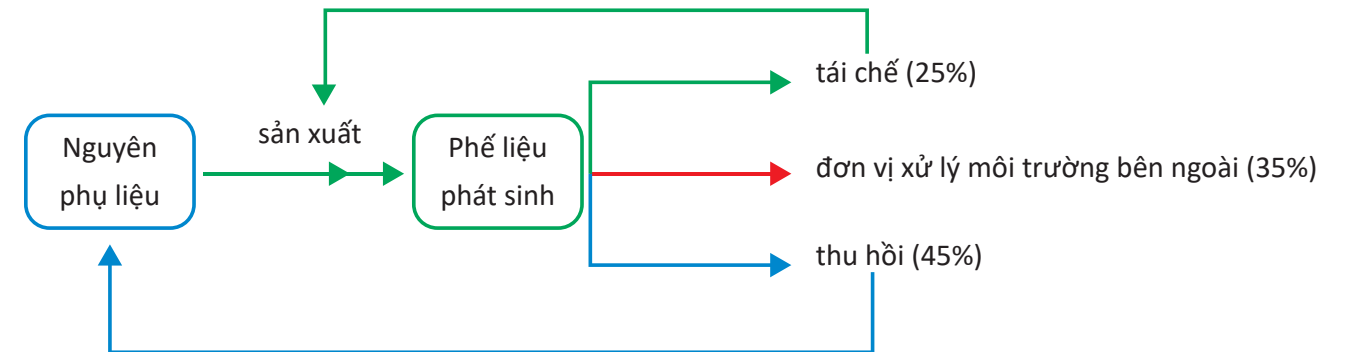 tái chế (25%)
sản xuất
Nguyên
phụ liệu
Phế liệu
phát sinh
đơn vị xử lý môi trường bên ngoài (35%)
thu hồi (45%)